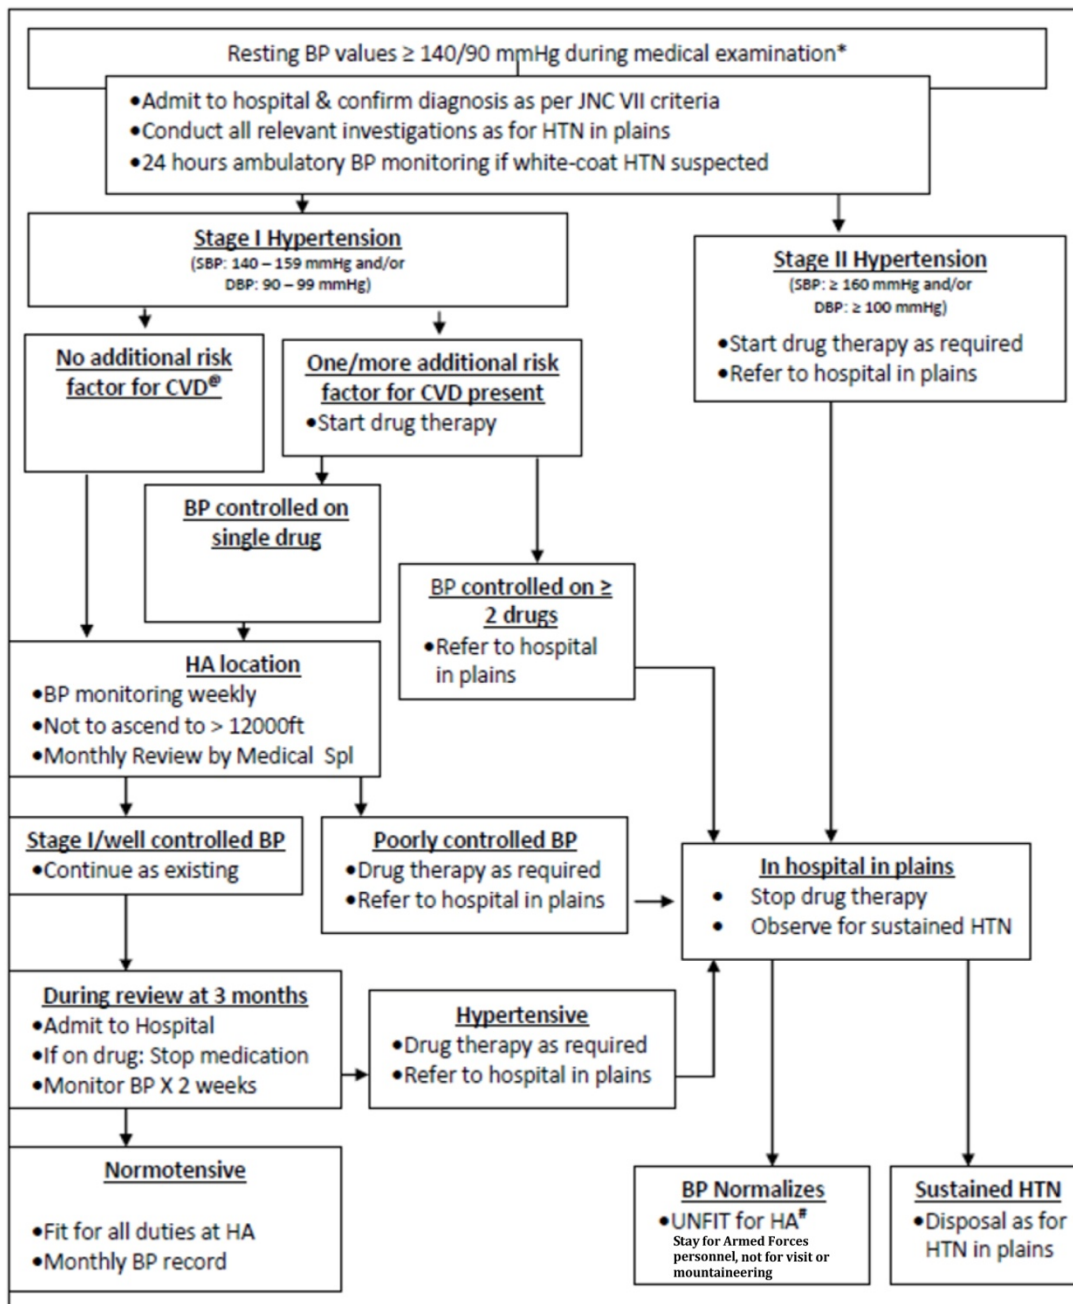 Resting BP values ≥ 140/90 mmHg during medical examination*
•Admit to hospital & confirm diagnosis as per JNC VII criteria
•Conduct all relevant investigations as for HTN in plains
•24 hours ambulatory BP monitoring if white-coat HTN suspected
Stage I Hypertension
(SBP: 140 – 159 mmHg and/or
DBP: 90 – 99 mmHg)
Stage II Hypertension
(SBP: ≥ 160 mmHg and/or
DBP: ≥ 100 mmHg)
•Start drug therapy as required
•Refer to hospital in plains
No additional risk
factor for CVD@
One/more additional risk
factor for CVD present
•Start drug therapy
BP controlled on
single drug
BP controlled on ≥
2 drugs
•Refer to hospital
in plains
HA location
•BP monitoring weekly
•Not to ascend to > 12000ft
•Monthly Review by Medical Spl
Stage I/well controlled BP
•Continue as existing
Poorly controlled BP
•Drug therapy as required
•Refer to hospital in plains
In hospital in plains
• Stop drug therapy
• Observe for sustained HTN
During review at 3 months
•Admit to Hospital
•If on drug: Stop medication
•Monitor BP X 2 weeks
Hypertensive
•Drug therapy as required
•Refer to hospital in plains
Normotensive
•Fit for all duties at HA
•Monthly BP record
BP Normalizes
•UNFIT for HA#
Stay for Armed Forces
personnel, not for visit or
mountaineering
Sustained HTN
•Disposal as for
HTN in plains